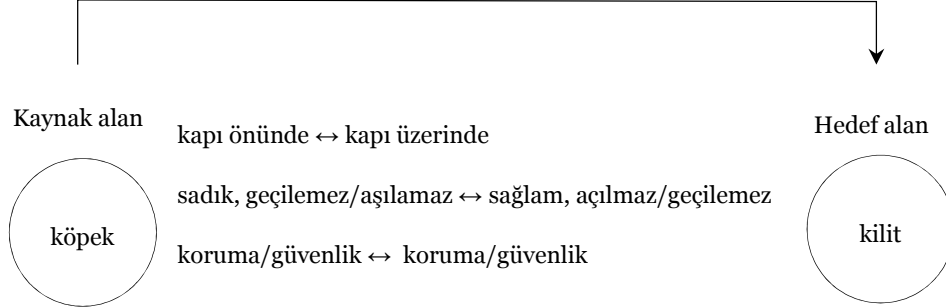 Kaynak alan
Hedef alan
kapı önünde ↔ kapı üzerinde
sadık, geçilemez/aşılamaz ↔ sağlam, açılmaz/geçilemez
köpek
kilit
koruma/güvenlik ↔ koruma/güvenlik